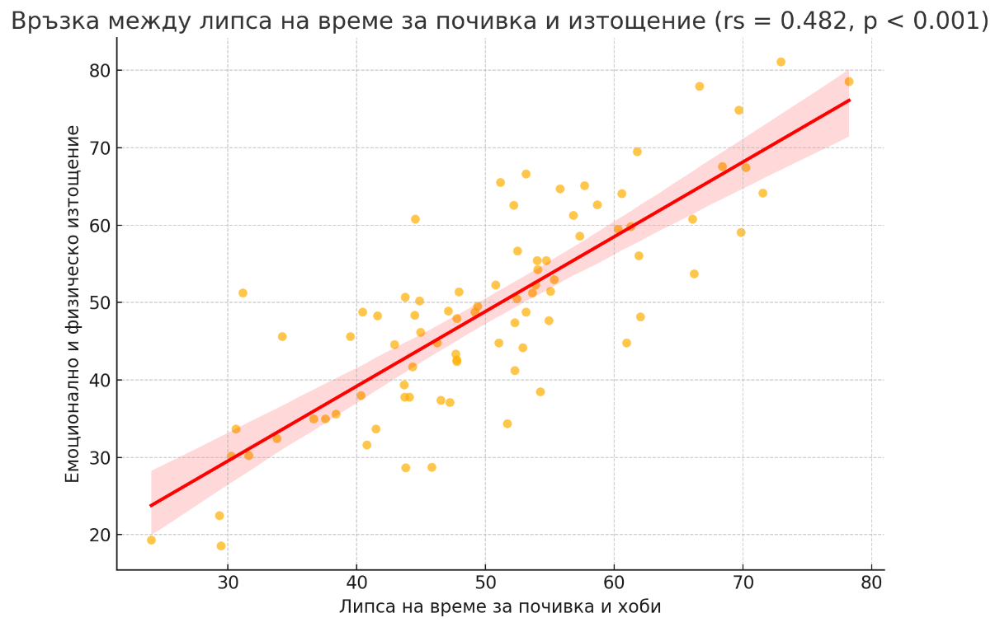 Връзка между липса на време за почивка и изтощение (rs = 0.482, p < 0.001)
Емоционално и физическо изтощение
80
70
60
50
40
30
20
30 40 50 60 70 80
Липса на време за почивка и хоби